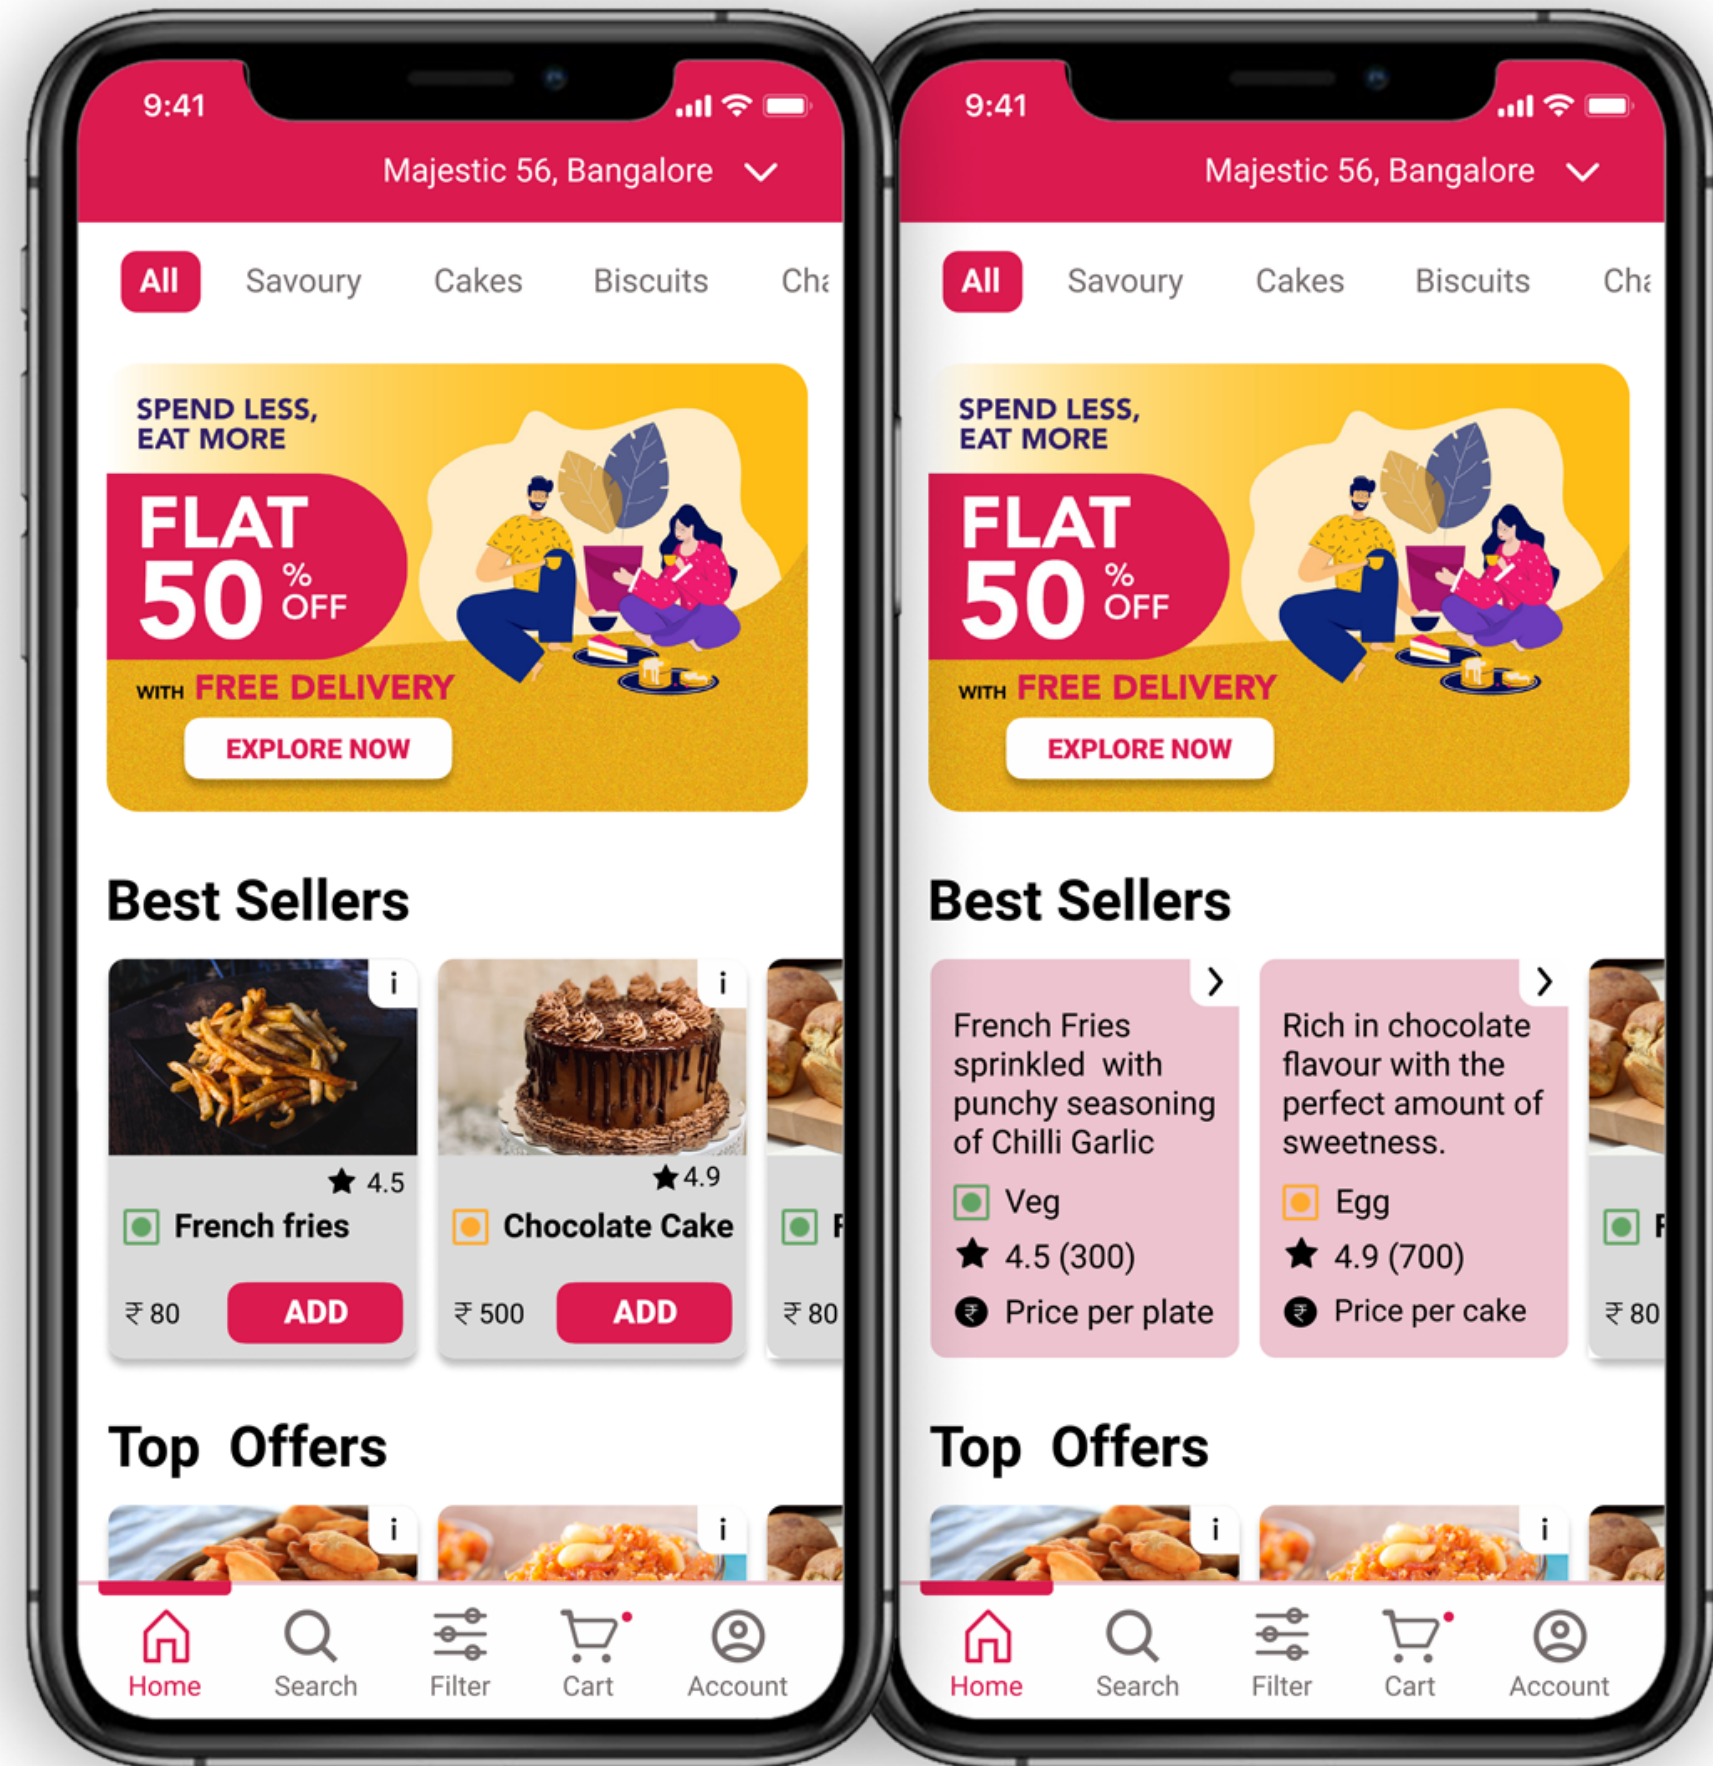 9:41
Majestic 56, Bangalore
All Savoury Cakes Biscuits
SPEND LESS,
EAT MORE
FLAT
50 % OFF
WITH FREE DELIVERY
EXPLORE NOW
Best Sellers
i
4.5
French fries
₹ 80 ADD
i
4.9
Chocolate Cake
₹ 500 ADD
₹ 80
Top Offers
i i
Home Search Filter Cart Account
9:41
Majestic 56, Bangalore
All Savoury Cakes Biscuits
SPEND LESS,
EAT MORE
FLAT
50 % OFF
WITH FREE DELIVERY
EXPLORE NOW
Best Sellers
French Fries
sprinkled with
punchy seasoning
of Chilli Garlic
Veg
4.5 (300)
₹ Price per plate
Rich in chocolate
flavour with the
perfect amount of
sweetness.
Egg
4.9 (700)
₹ Price per cake
₹ 80
Top Offers
i i
Home Search Filter Cart Account